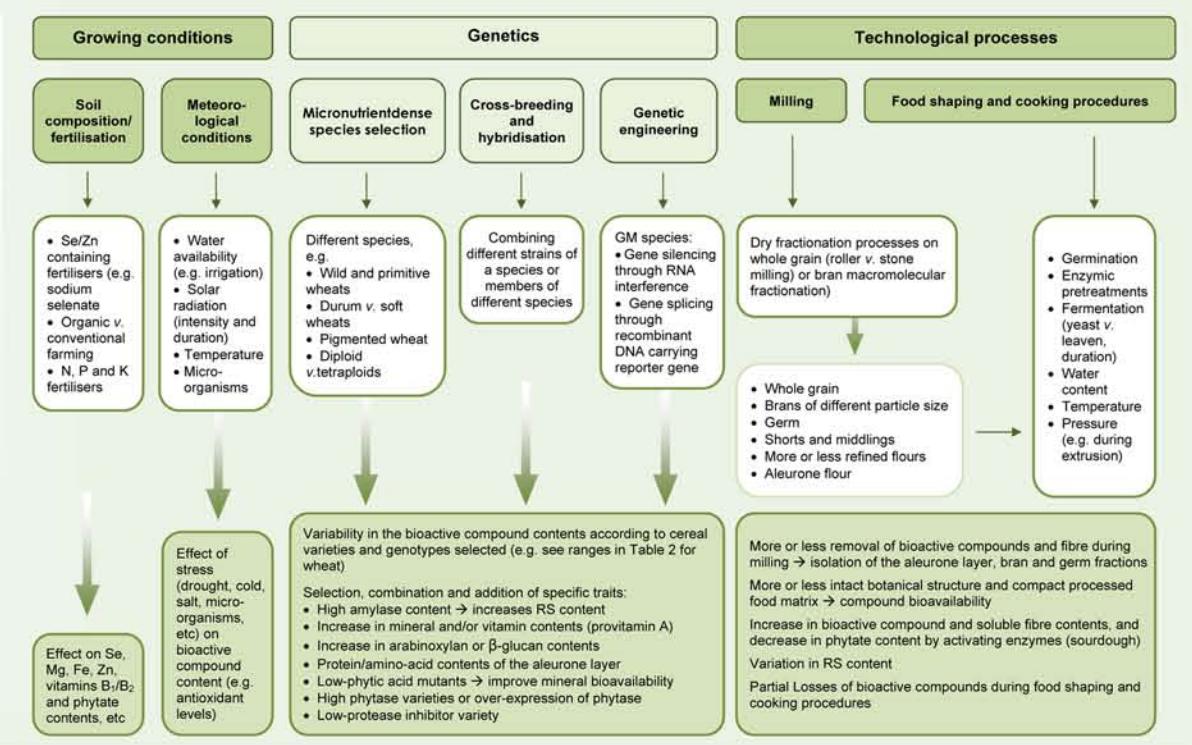 Growing conditions
Genetics
Technological processes
Soil
composition/
fertilisation
Meteoro-
logical
conditions
Micronutrientdense
species selection
Cross-breeding
and
hybridisation
Genetic
engineering
Milling
Food shaping and cooking procedures
• Se/Zn
containing
fertilisers (e.g.
sodium
selenate
• Organic v.
conventional
farming
• N, P and K
fertilisers
• Water
availability
(e.g. irrigation)
• Solar
radiation
(intensity and
duration)
• Temperature
• Micro-
organisms
Different species,
e.g.
• Wild and primitive
wheats
• Durum v. soft
wheats
• Pigmented wheat
• Diploid
v.tetraploids
Combining
different strains of
a species or
members of
different species
GM species:
• Gene silencing
through RNA
interference
• Gene splicing
through
recombinant
DNA carrying
reporter gene
Dry fractionation processes on
whole grain (roller v. stone
milling) or bran macromolecular
fractionation)
• Whole grain
• Brans of different particle size
• Germ
• Shorts and middlings
• More or less refined flours
• Aleurone flour
• Germination
• Enzymic
pretreatments
• Fermentation
(yeast v.
leaven,
duration)
• Water
content
• Temperature
• Pressure
(e.g. during
extrusion)
Effect on Se,
Mg, Fe, Zn,
vitamins B₁/B₂
and phytate
contents, etc
Effect of
stress
(drought, cold,
salt, micro-
organisms,
etc) on
bioactive
compound
content (e.g.
antioxidant
levels)
Variability in the bioactive compound contents according to cereal
varieties and genotypes selected (e.g. see ranges in Table 2 for
wheat)
Selection, combination and addition of specific traits:
• High amylase content → increases RS content
• Increase in mineral and/or vitamin contents (provitamin A)
• Increase in arabinoxylan or β-glucan contents
• Protein/amino-acid contents of the aleurone layer
• Low-phytic acid mutants → improve mineral bioavailability
• High phytase varieties or over-expression of phytase
• Low-protease inhibitor variety
More or less removal of bioactive compounds and fibre during
milling → isolation of the aleurone layer, bran and germ fractions
More or less intact botanical structure and compact processed
food matrix → compound bioavailability
Increase in bioactive compound and soluble fibre contents, and
decrease in phytate content by activating enzymes (sourdough)
Variation in RS content
Partial Losses of bioactive compounds during food shaping and
cooking procedures